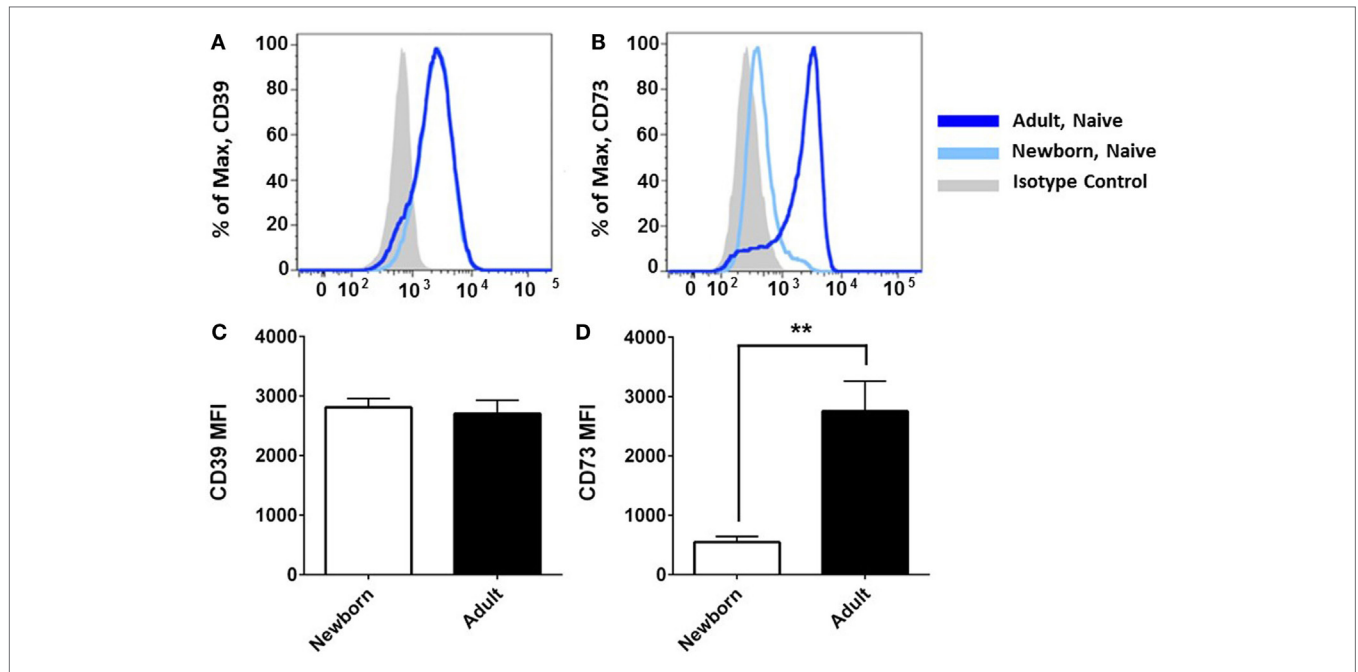 A
% of Max, CD39
100
80
60
40
20
0
0 10² 10³ 10⁴ 10⁵
B
% of Max, CD73
100
80
60
40
20
0
0 10² 10³ 10⁴ 10⁵
Adult, Naive
Newborn, Naive
Isotype Control
C
CD39 MFI
4000
3000
2000
1000
0
Newborn
Adult
D
CD73 MFI
4000
3000
2000
1000
0
**
Newborn
Adult